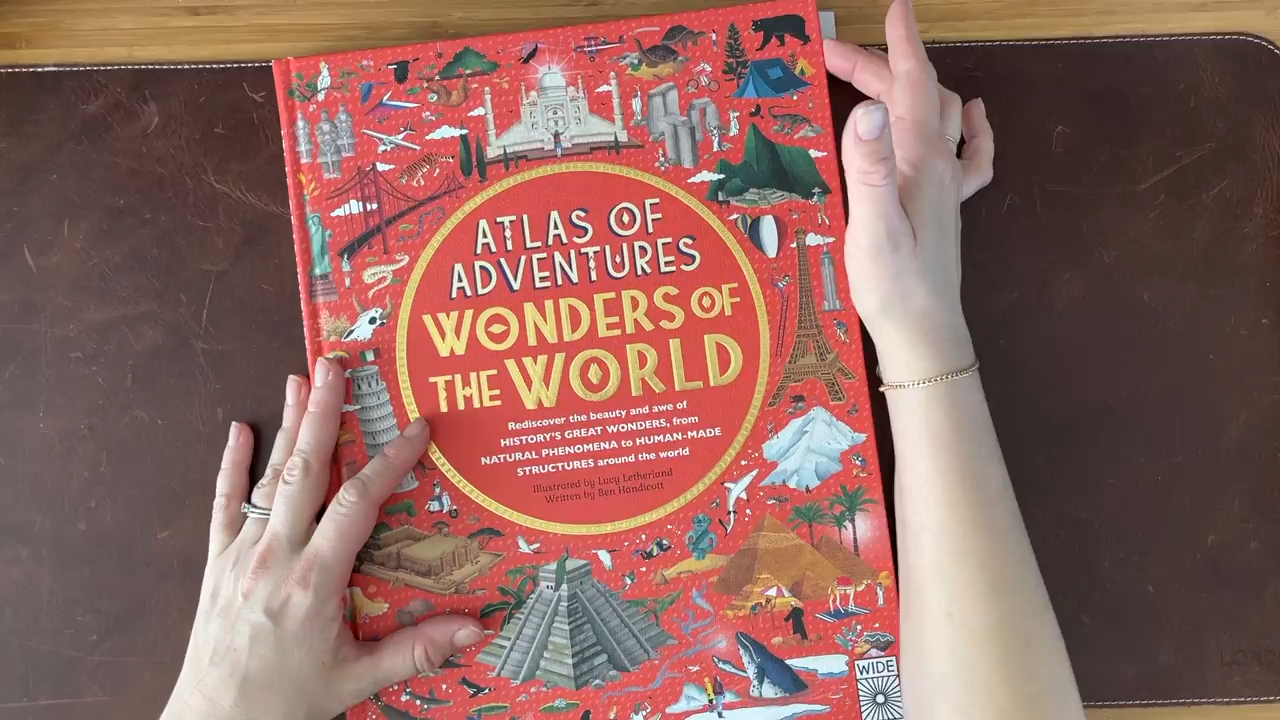 ATLAS OF
ADVENTURES
WONDERS OF
THE WORLD
Rediscover the beauty and awe of
HISTORY'S GREAT WONDERS, from
NATURAL PHENOMENA to HUMAN-MADE
STRUCTURES around the world
Illustrated by Lucy Letherland
Written by Ben Handicott
WIDE